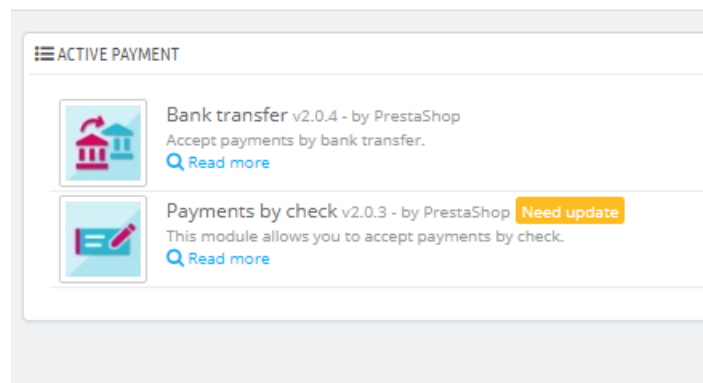 ACTIVE PAYMENT
Bank transfer v2.0.4 - by PrestaShop
Accept payments by bank transfer.
Read more
Payments by check v2.0.3 - by PrestaShop Need update
This module allows you to accept payments by check.
Read more